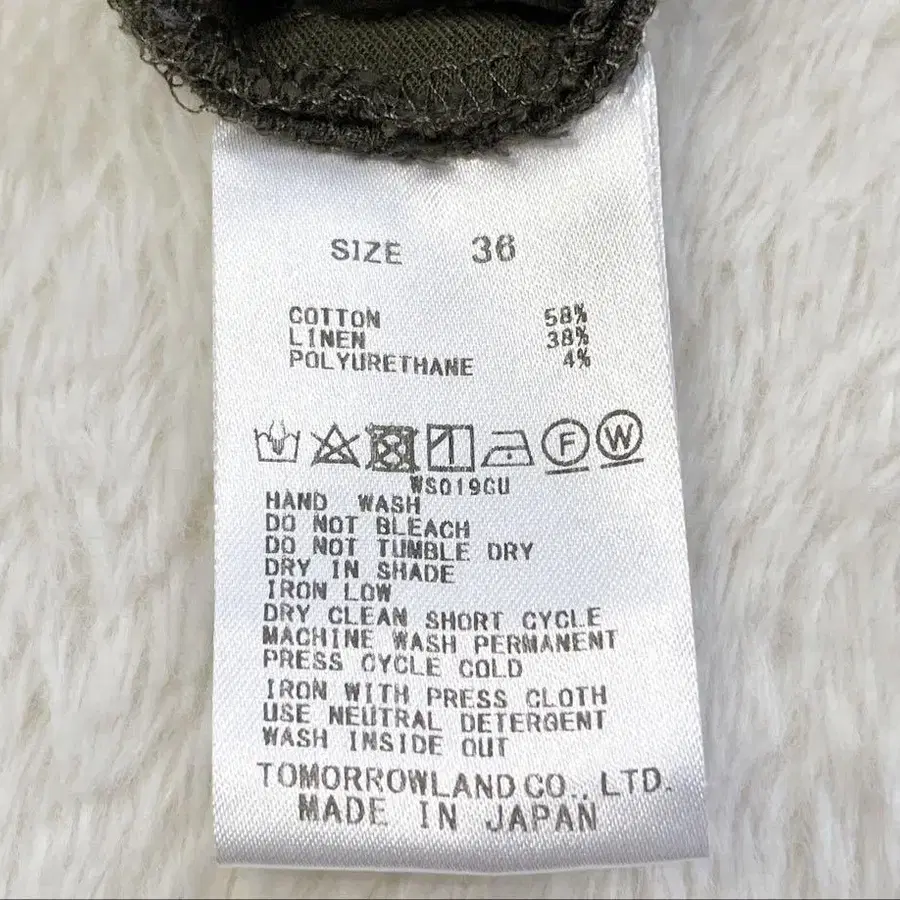 SIZE 36
COTTON 58%
LINEN 38%
POLYURETHANE 4%
F W
WS019GU
HAND WASH
DO NOT BLEACH
DO NOT TUMBLE DRY
DRY IN SHADE
IRON LOW
DRY CLEAN SHORT CYCLE
MACHINE WASH PERMANENT
PRESS CYCLE COLD
IRON WITH PRESS CLOTH
USE NEUTRAL DETERGENT
WASH INSIDE OUT
TOMORROWLAND CO., LTD.
MADE IN JAPAN